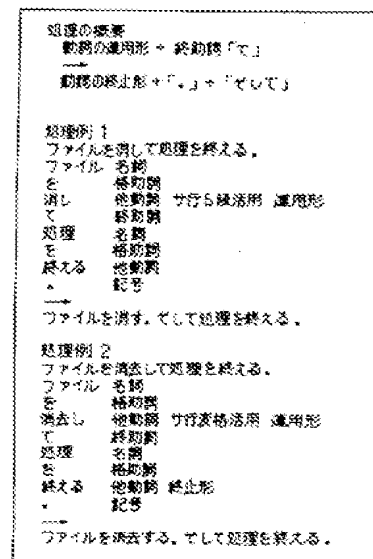 処理の概要
動詞の連用形 + 終助詞「て」
→
動詞の終止形 +「。」+「そして」
処理例 1
ファイルを消して処理を終える。
ファイル 名詞
を 格助詞
消し 他動詞 サ行5段活用 連用形
て 終助詞
処理 名詞
を 格助詞
終える 他動詞
。 記号
→
ファイルを消す。そして処理を終える。
処理例 2
ファイルを消去して処理を終える。
ファイル 名詞
を 格助詞
消去し 他動詞 サ行変格活用 連用形
て 終助詞
処理 名詞
を 格助詞
終える 他動詞 終止形
。 記号
→
ファイルを消去する。そして処理を終える。